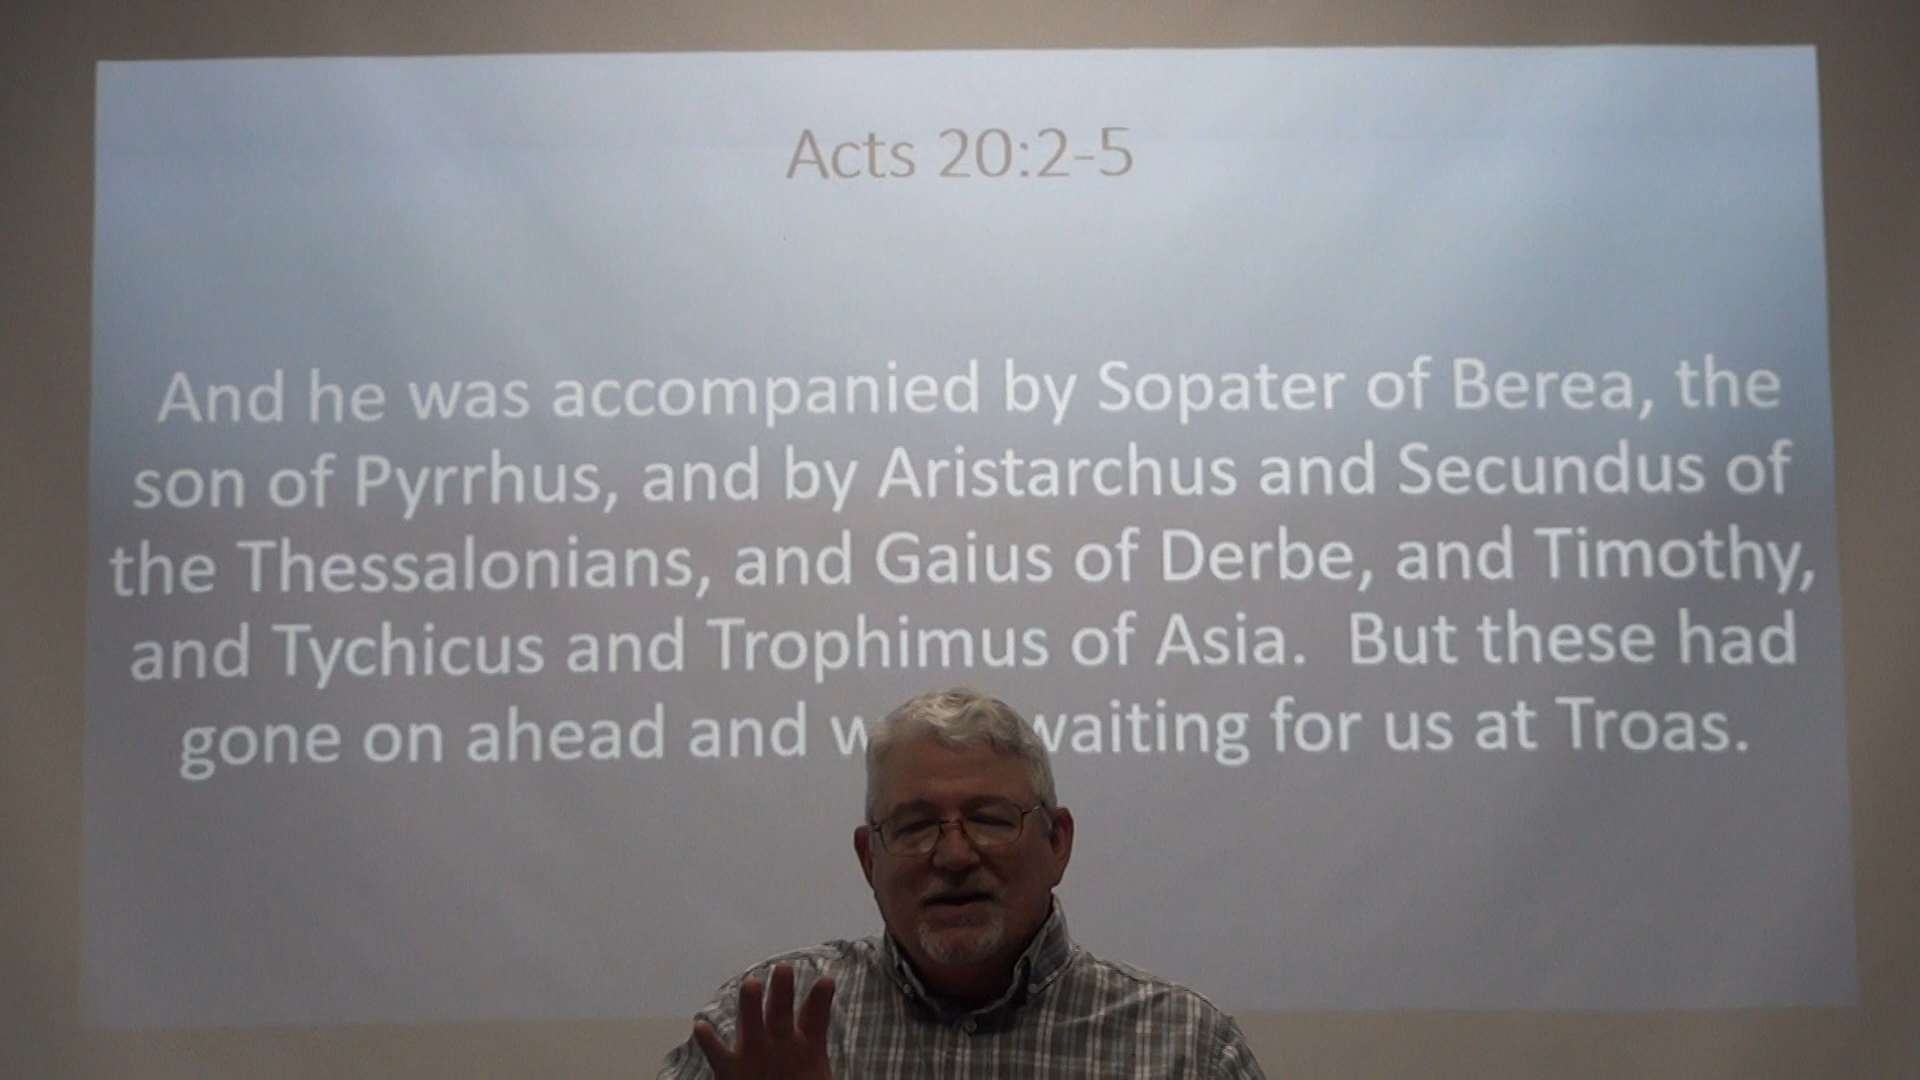 Acts 20:2-5
And he was accompanied by Sopater of Berea, the
son of Pyrrhus, and by Aristarchus and Secundus of
the Thessalonians, and Gaius of Derbe, and Timothy,
and Tychicus and Trophimus of Asia.  But these had
gone on ahead and waiting for us at Troas.